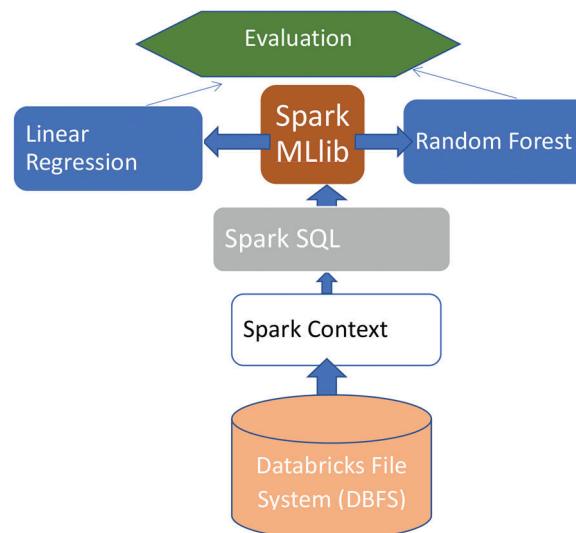 Evaluation
Linear
Regression
Spark
MLlib
Random Forest
Spark SQL
Spark Context
Databricks File
System (DBFS)